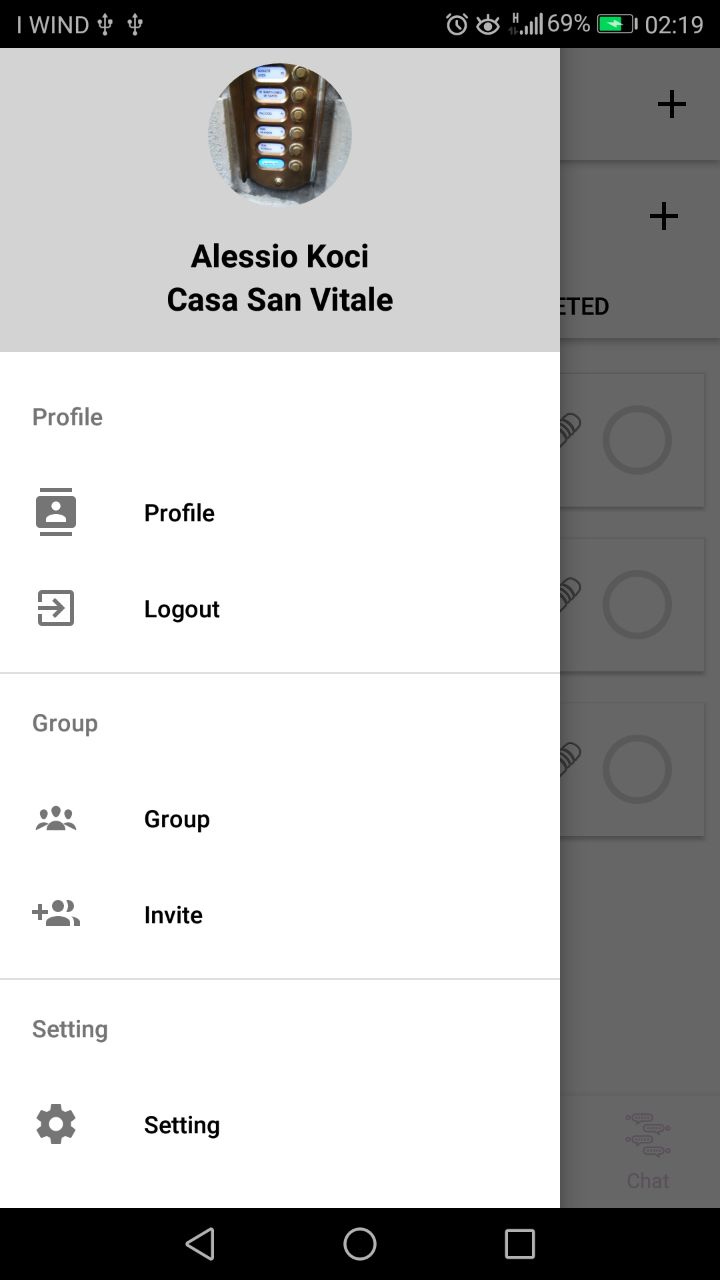 I WIND
H
69%
02:19
Alessio Koci
Casa San Vitale
ETED
Profile
Profile
Logout
Group
Group
Invite
Setting
Setting
Chat